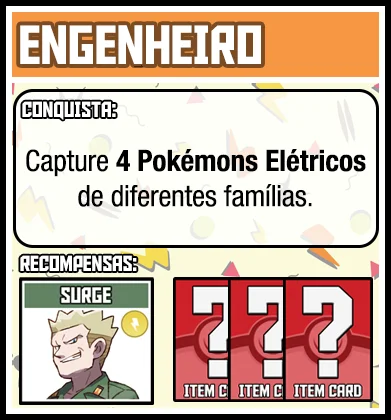 ENGENHEIRO
CONQUISTA:
Capture 4 Pokémons Elétricos
de diferentes famílias.
RECOMPENSAS:
SURGE
? ? ?
ITEM C ITEM C ITEM CARD